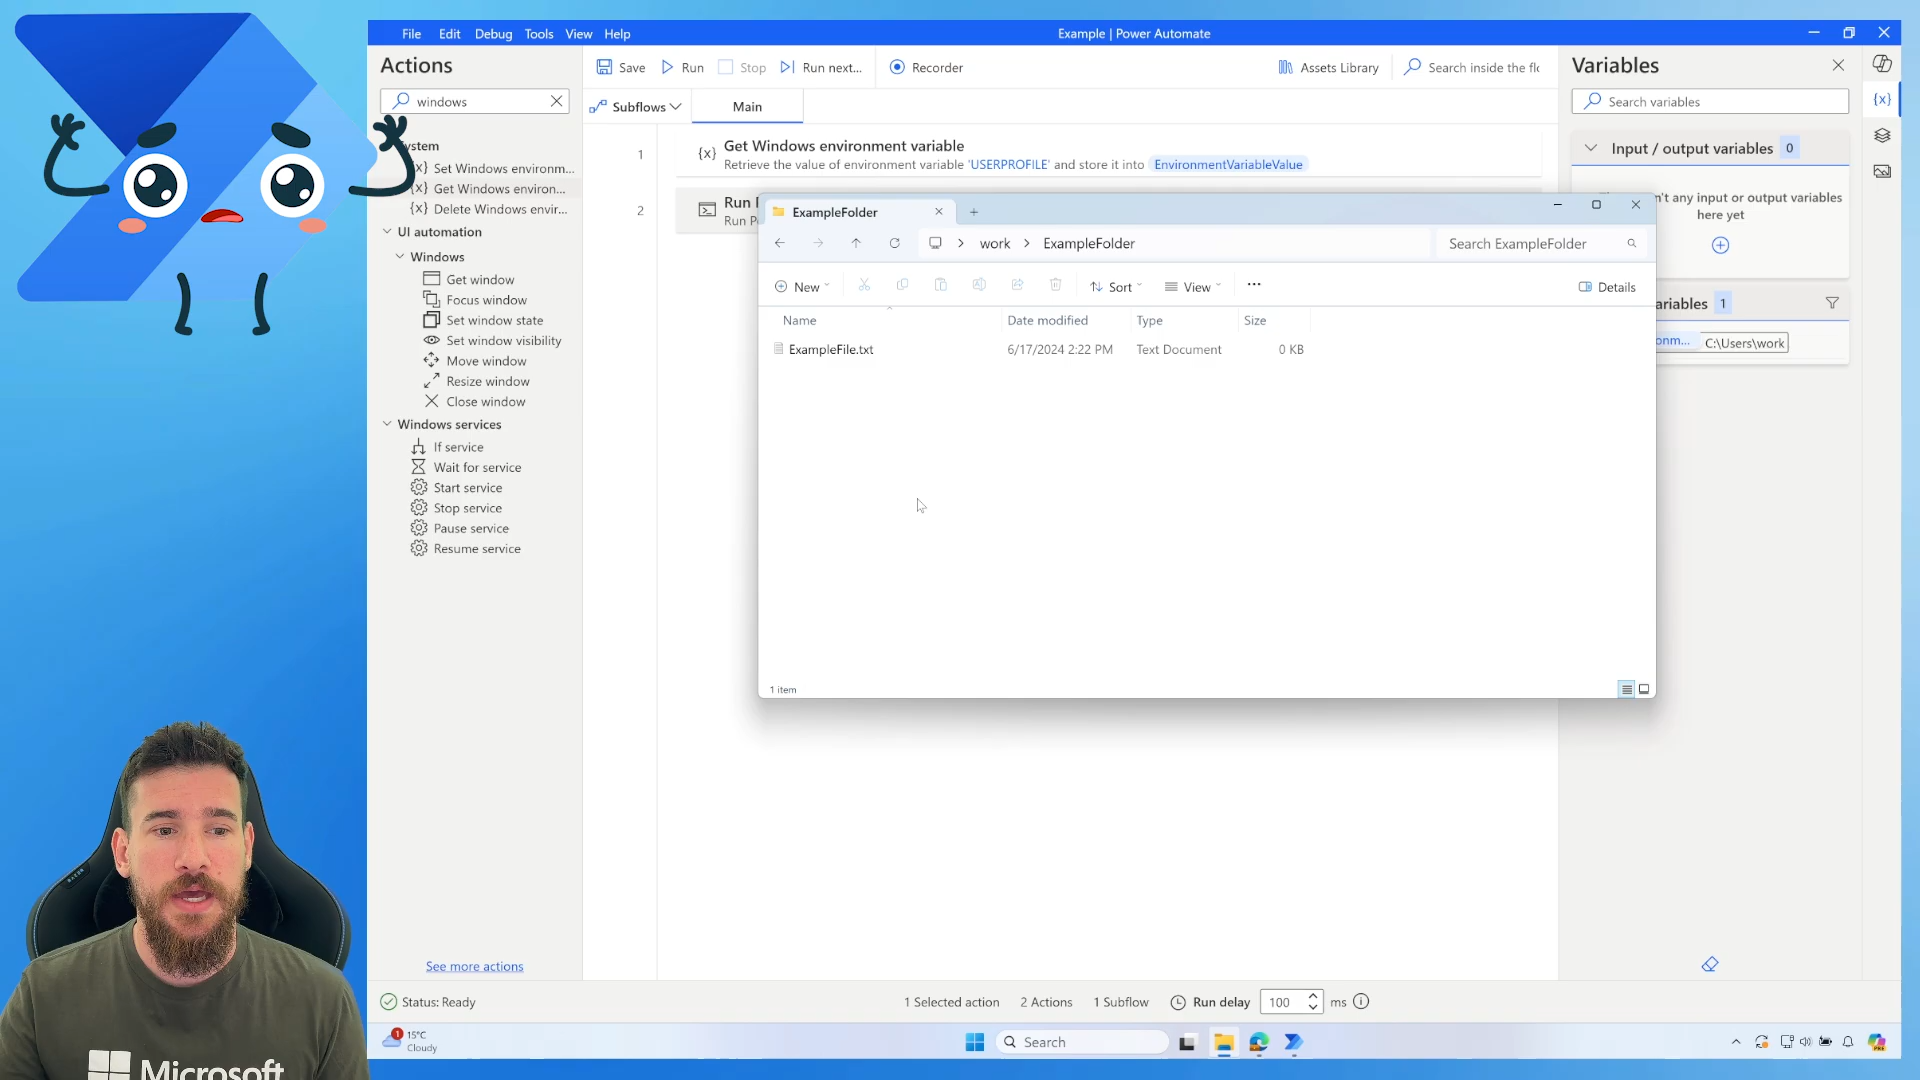 File Edit Debug Tools View Help
Example | Power Automate
Actions
windows
ystem
Set Windows environm...
Get Windows environ...
Delete Windows envir...
UI automation
Windows
Get window
Focus window
Set window state
Set window visibility
Move window
Resize window
Close window
Windows services
If service
Wait for service
Start service
Stop service
Pause service
Resume service
See more actions
Save Run Stop Run next... Recorder Assets Library Search inside the flo
Subflows Main
1
{x} Get Windows environment variable
Retrieve the value of environment variable 'USERPROFILE' and store it into EnvironmentVariableValue
2
Run
Run
ExampleFolder
work > ExampleFolder
Search ExampleFolder
New Sort View ... Details
Name Date modified Type Size
ExampleFile.txt 6/17/2024 2:22 PM Text Document 0 KB
1 item
Variables
Search variables
{x}
Input / output variables 0
n't any input or output variables
here yet
ariables 1
onm... C:\Users\work
Status: Ready 1 Selected action 2 Actions 1 Subflow Run delay 100 ms
1 15°C
Cloudy
Search
PRE
Microsoft